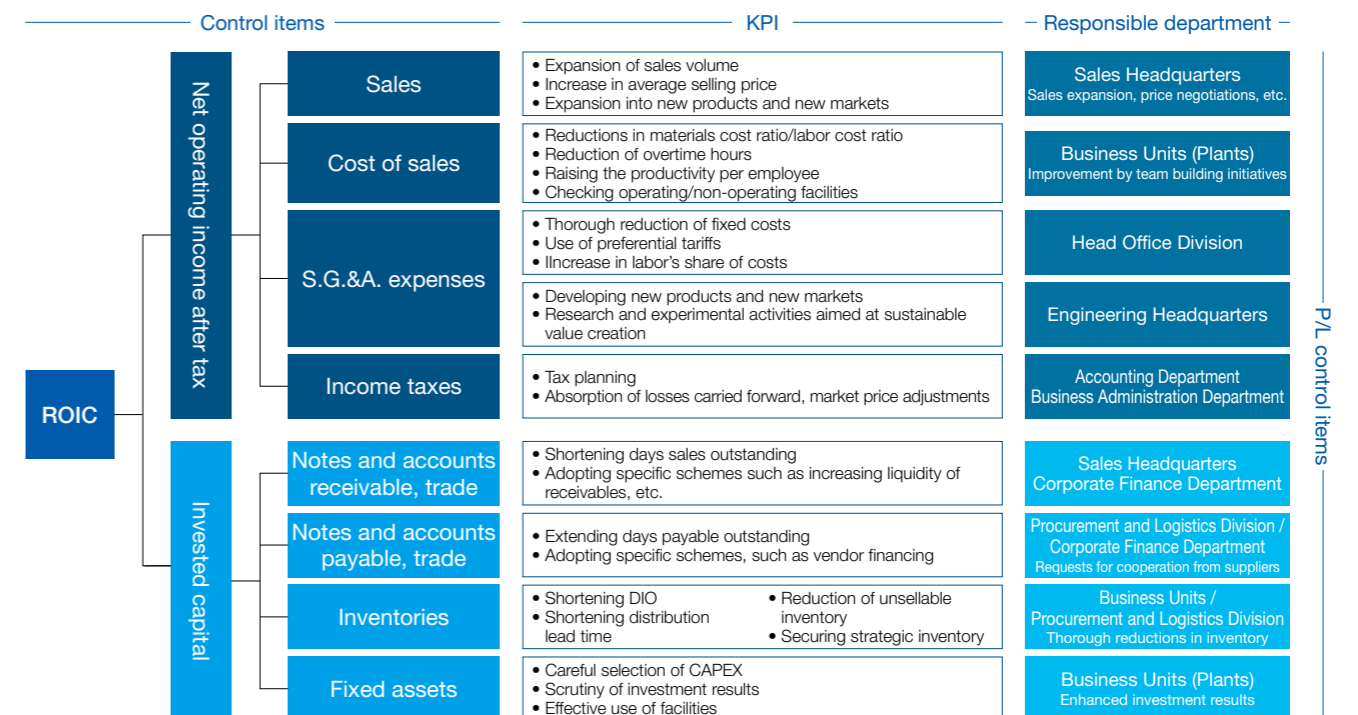 Control items
KPI
Responsible department
ROIC
Net operating income after tax
Sales
• Expansion of sales volume
• Increase in average selling price
• Expansion into new products and new markets
Sales Headquarters
Sales expansion, price negotiations, etc.
Cost of sales
• Reductions in materials cost ratio/labor cost ratio
• Reduction of overtime hours
• Raising the productivity per employee
• Checking operating/non-operating facilities
Business Units (Plants)
Improvement by team building initiatives
S.G.&A. expenses
• Thorough reduction of fixed costs
• Use of preferential tariffs
• IIncrease in labor's share of costs
Head Office Division
• Developing new products and new markets
• Research and experimental activities aimed at sustainable
value creation
Engineering Headquarters
Income taxes
• Tax planning
• Absorption of losses carried forward, market price adjustments
Accounting Department
Business Administration Department
P/L control items
Invested capital
Notes and accounts
receivable, trade
• Shortening days sales outstanding
• Adopting specific schemes such as increasing liquidity of
receivables, etc.
Sales Headquarters
Corporate Finance Department
Notes and accounts
payable, trade
• Extending days payable outstanding
• Adopting specific schemes, such as vendor financing
Procurement and Logistics Division /
Corporate Finance Department
Requests for cooperation from suppliers
Inventories
• Shortening DIO
• Shortening distribution
lead time
• Reduction of unsellable
inventory
• Securing strategic inventory
Business Units /
Procurement and Logistics Division
Thorough reductions in inventory
Fixed assets
• Careful selection of CAPEX
• Scrutiny of investment results
• Effective use of facilities
Business Units (Plants)
Enhanced investment results